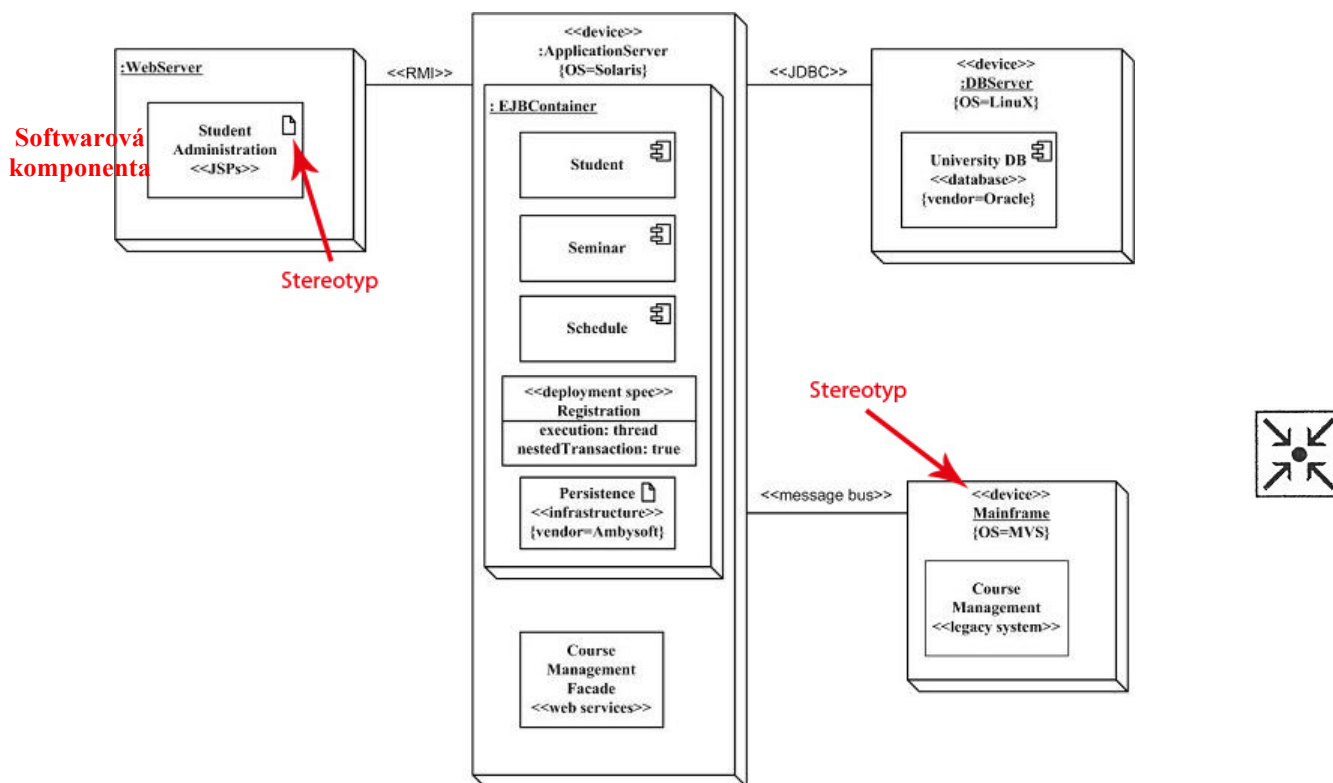 :WebServer
Student
Administration
<<JSPs>>
Softwarová
komponenta
Stereotyp
<<RMI>>
<<device>>
:ApplicationServer
{OS=Solaris}
: EJBContainer
Student
Seminar
Schedule
<<deployment spec>>
Registration
execution: thread
nestedTransaction: true
Persistence
<<infrastructure>>
{vendor=Ambysoft}
Course
Management
Facade
<<web services>>
<<JDBC>>
<<device>>
:DBServer
{OS=LinuX}
University DB
<<database>>
{vendor=Oracle}
Stereotyp
<<message bus>>
<<device>>
Mainframe
{OS=MVS}
Course
Management
<<legacy system>>